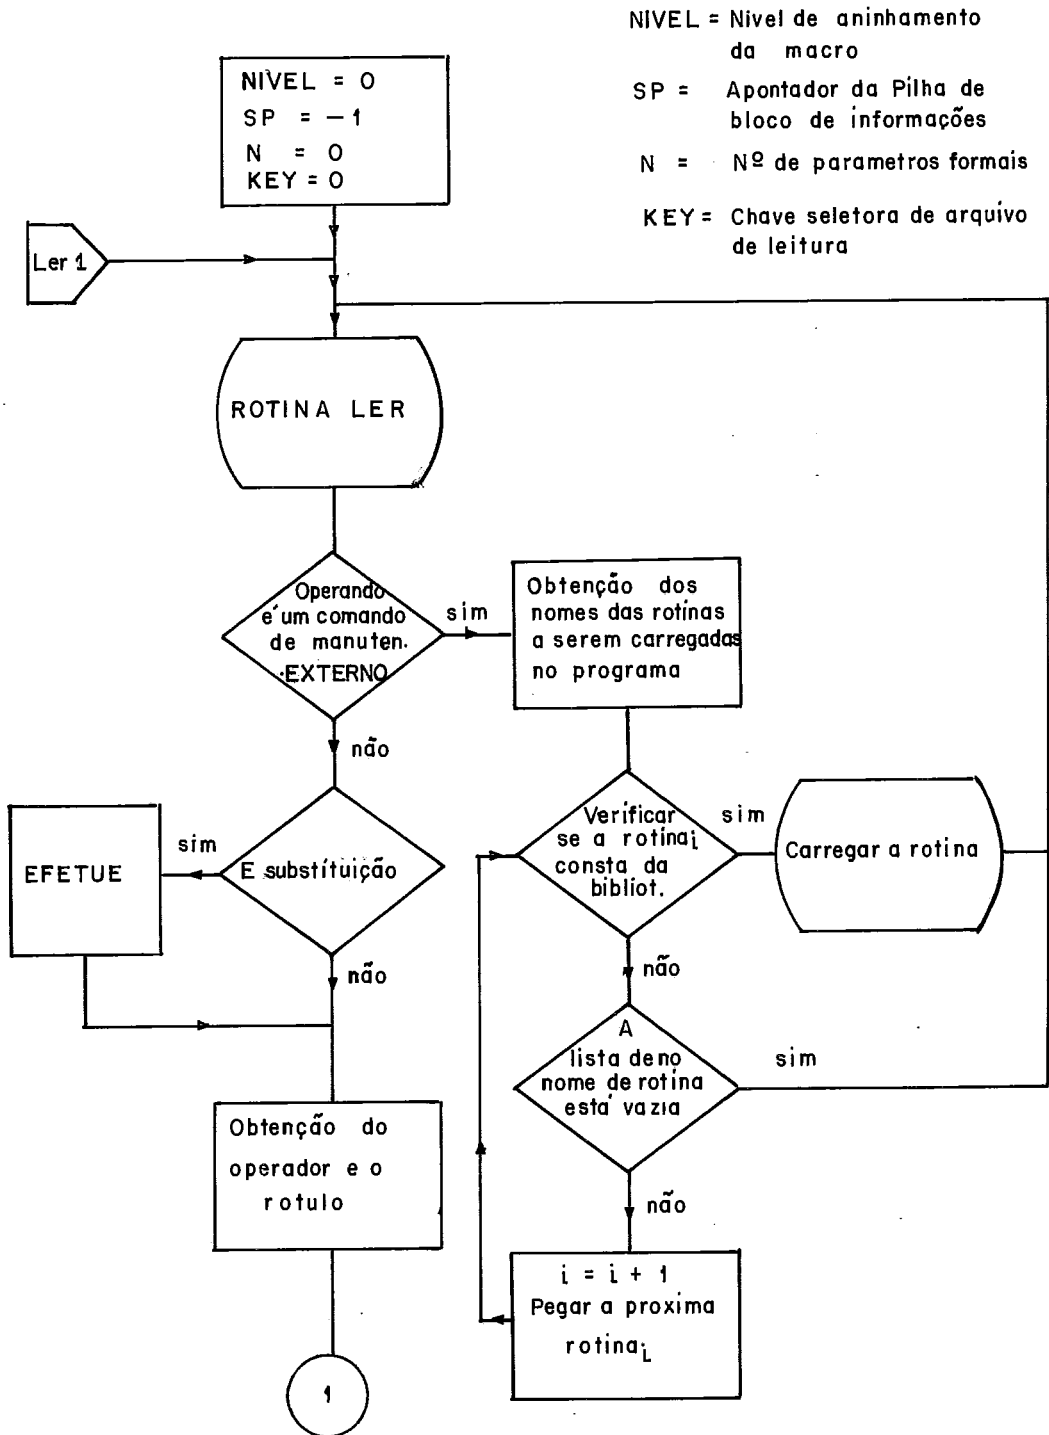 NIVEL = Nivel de aninhamento
da macro
SP = Apontador da Pilha de
bloco de informações
N = Nº de parametros formais
KEY = Chave seletora de arquivo
de leitura
NIVEL = 0
SP = -1
N = 0
KEY = 0
Ler 1
ROTINA LER
Operando
é um comando
de manuten.
EXTERNO
sim
não
Obtenção dos
nomes das rotinas
a serem carregadas
no programa
E substituição
sim
não
EFETUE
Verificar
se a rotina i
consta da
bibliot.
sim
não
Carregar a rotina
A
lista deno
nome de rotina
está vazia
sim
não
Obtenção do
operador e o
rotulo
i = i + 1
Pegar a proxima
rotina i
1